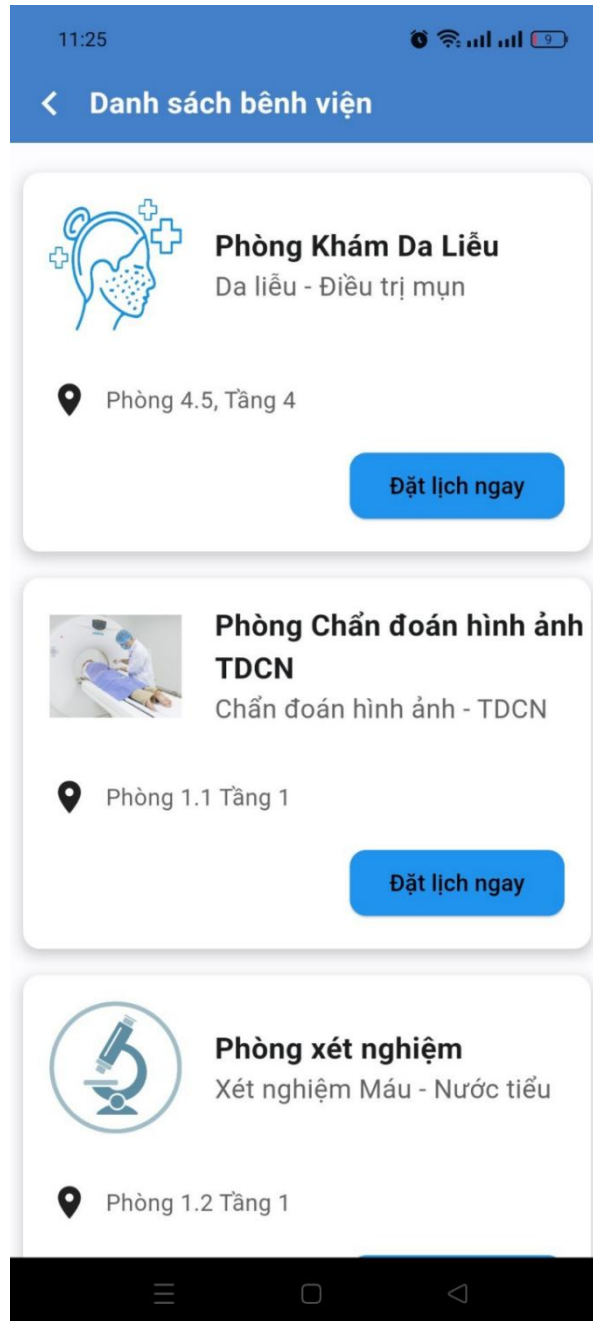 11:25
9
Danh sách bênh viện
Phòng Khám Da Liễu
Da liễu - Điều trị mụn
Phòng 4.5, Tầng 4
Đặt lịch ngay
Phòng Chẩn đoán hình ảnh
TDCN
Chẩn đoán hình ảnh - TDCN
Phòng 1.1 Tầng 1
Đặt lịch ngay
Phòng xét nghiệm
Xét nghiệm Máu - Nước tiểu
Phòng 1.2 Tầng 1